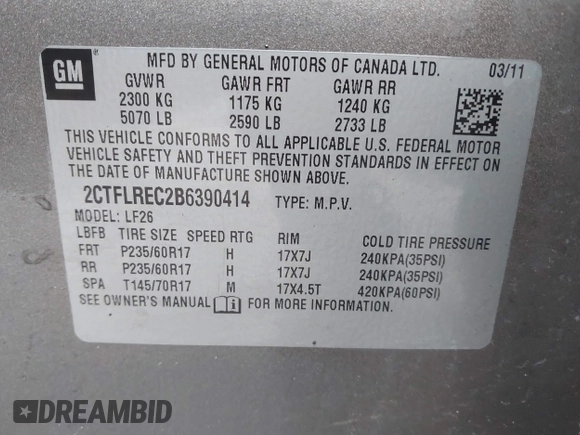 GM
MFD BY GENERAL MOTORS OF CANADA LTD. 03/11
GVWR GAWR FRT GAWR RR
2300 KG 1175 KG 1240 KG
5070 LB 2590 LB 2733 LB
THIS VEHICLE CONFORMS TO ALL APPLICABLE U.S. FEDERAL MOTOR
VEHICLE SAFETY AND THEFT PREVENTION STANDARDS IN EFFECT ON
THE DATE OF MANUFACTURE SHOWN ABOVE.
2CTFLREC2B6390414 TYPE: M.P.V.
MODEL: LF26
LBFB TIRE SIZE SPEED RTG RIM COLD TIRE PRESSURE
FRT P235/60R17 H 17X7J 240KPA(35PSI)
RR P235/60R17 H 17X7J 240KPA(35PSI)
SPA T145/70R17 M 17X4.5T 420KPA(60PSI)
SEE OWNER'S MANUAL i FOR MORE INFORMATION.
DREAMBID